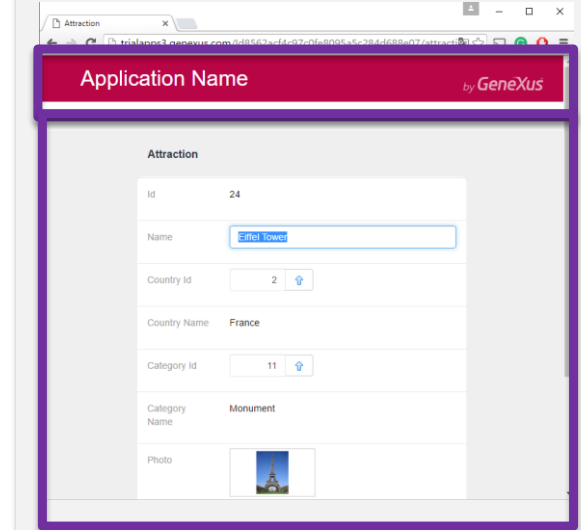 Attraction
Application Name
by GeneXus
Attraction
Id 24
Name Eiffel Tower
Country Id 2
Country Name France
Category Id 11
Category Name Monument
Photo